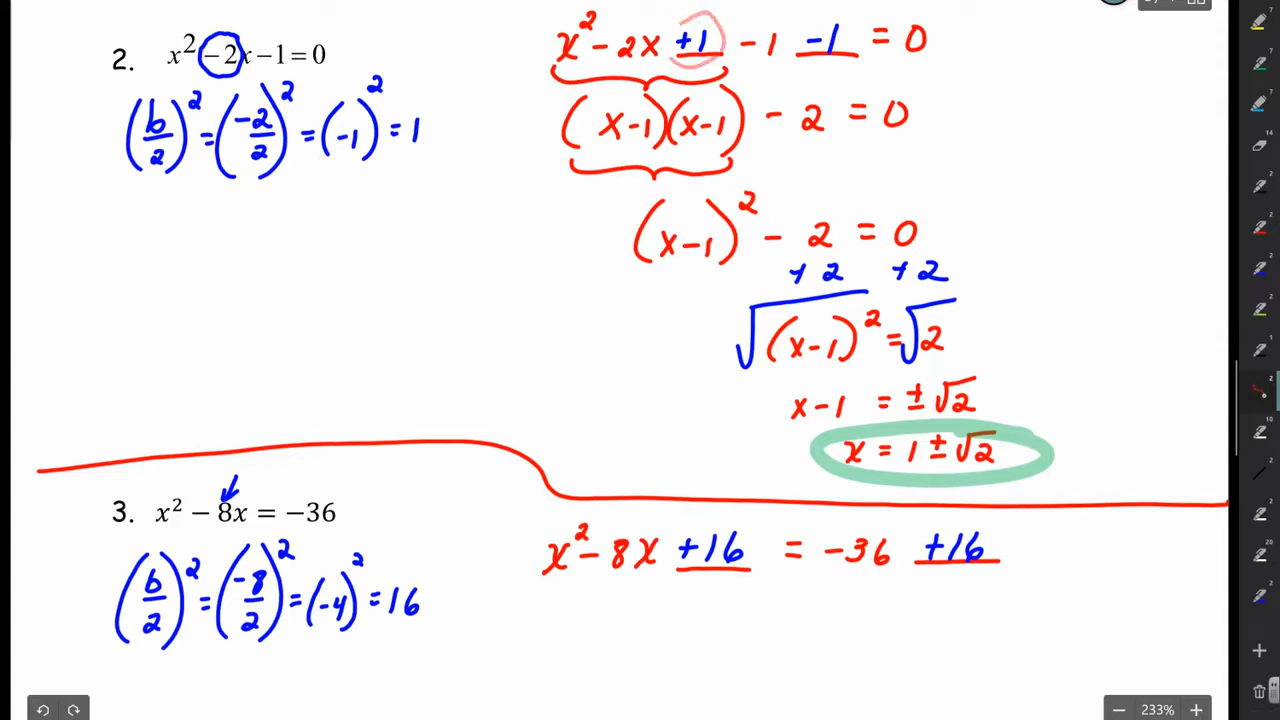 2. x² − 2x − 1 = 0
(b/2)² = (−2/2)² = (−1)² = 1
x² − 2x +1 − 1 −1 = 0
(x−1)(x−1) − 2 = 0
(x−1)² − 2 = 0
+2 +2
√(x−1)² = √2
x−1 = ±√2
x = 1 ± √2
3. x² − 8x = −36
(b/2)² = (−8/2)² = (−4)² = 16
x² − 8x +16 = −36 +16
233%